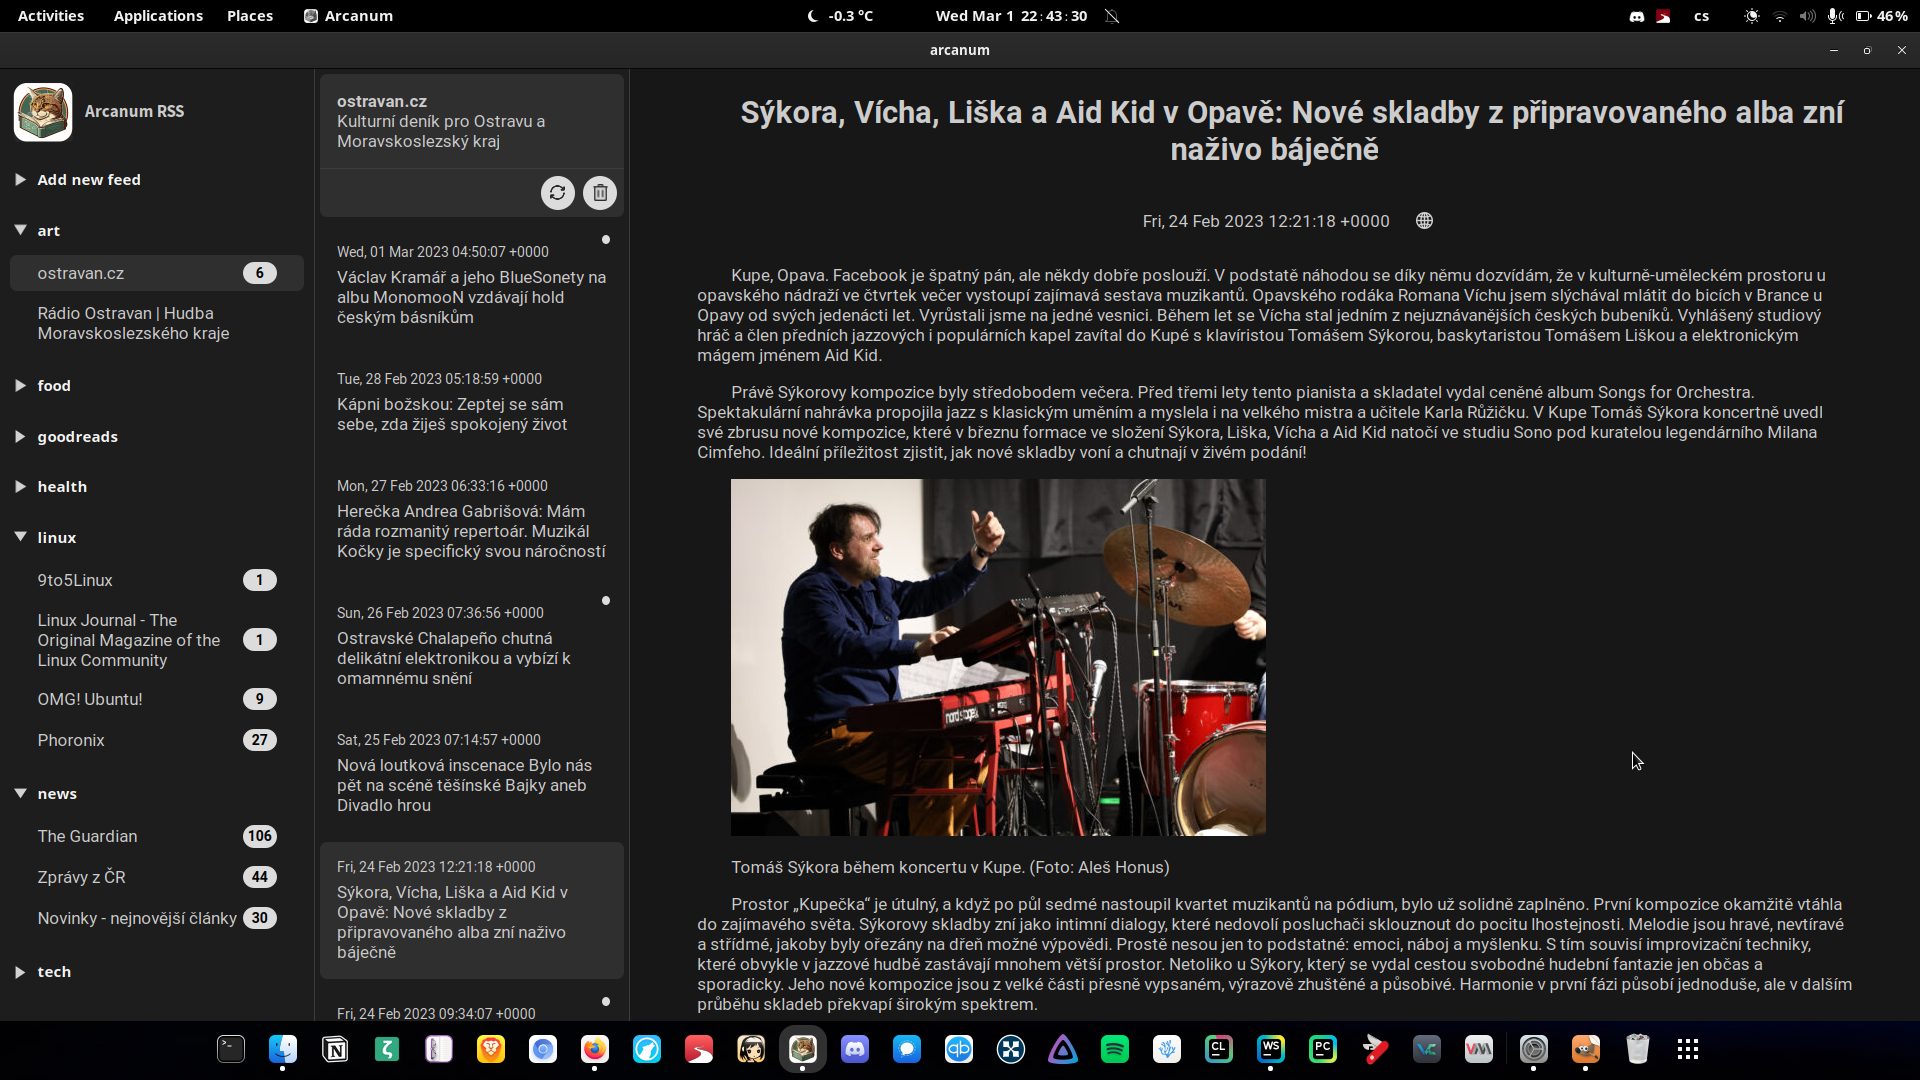 Activities Applications Places Arcanum -0.3 °C Wed Mar 1 22:43:30 cs 46 %
arcanum
Arcanum RSS
Add new feed
art
ostravan.cz 6
Rádio Ostravan | Hudba
Moravskoslezského kraje
food
goodreads
health
linux
9to5Linux 1
Linux Journal - The
Original Magazine of the
Linux Community
1
OMG! Ubuntu! 9
Phoronix 27
news
The Guardian 106
Zprávy z ČR 44
Novinky - nejnovější články 30
tech
ostravan.cz
Kulturní deník pro Ostravu a
Moravskoslezský kraj
Wed, 01 Mar 2023 04:50:07 +0000
Václav Kramář a jeho BlueSonety na
albu MonomooN vzdávají hold
českým básníkům
Tue, 28 Feb 2023 05:18:59 +0000
Kápni božskou: Zeptej se sám
sebe, zda žiješ spokojený život
Mon, 27 Feb 2023 06:33:16 +0000
Herečka Andrea Gabrišová: Mám
ráda rozmanitý repertoár. Muzikál
Kočky je specifický svou náročností
Sun, 26 Feb 2023 07:36:56 +0000
Ostravské Chalapeño chutná
delikátní elektronikou a vybízí k
omamnému snění
Sat, 25 Feb 2023 07:14:57 +0000
Nová loutková inscenace Bylo nás
pět na scéně těšínské Bajky aneb
Divadlo hrou
Fri, 24 Feb 2023 12:21:18 +0000
Sýkora, Vícha, Liška a Aid Kid v
Opavě: Nové skladby z
připravovaného alba zní naživo
báječně
Fri, 24 Feb 2023 09:34:07 +0000
Sýkora, Vícha, Liška a Aid Kid v Opavě: Nové skladby z připravovaného alba zní
naživo báječně
Fri, 24 Feb 2023 12:21:18 +0000
Kupe, Opava. Facebook je špatný pán, ale někdy dobře poslouží. V podstatě náhodou se díky němu dozvídám, že v kulturně-uměleckém prostoru u
opavského nádraží ve čtvrtek večer vystoupí zajímavá sestava muzikantů. Opavského rodáka Romana Víchu jsem slýchával mlátit do bicích v Brance u
Opavy od svých jedenácti let. Vyrůstali jsme na jedné vesnici. Během let se Vícha stal jedním z nejuznávanějších českých bubeníků. Vyhlášený studiový
hráč a člen předních jazzových i populárních kapel zavítal do Kupé s klavíristou Tomášem Sýkorou, baskytaristou Tomášem Liškou a elektronickým
mágem jménem Aid Kid.
Právě Sýkorovy kompozice byly středobodem večera. Před třemi lety tento pianista a skladatel vydal ceněné album Songs for Orchestra.
Spektakulární nahrávka propojila jazz s klasickým uměním a myslela i na velkého mistra a učitele Karla Růžičku. V Kupe Tomáš Sýkora koncertně uvedl
své zbrusu nové kompozice, které v březnu formace ve složení Sýkora, Liška, Vícha a Aid Kid natočí ve studiu Sono pod kuratelou legendárního Milana
Cimfeho. Ideální příležitost zjistit, jak nové skladby voní a chutnají v živém podání!
nord stage
Tomáš Sýkora během koncertu v Kupe. (Foto: Aleš Honus)
Prostor „Kupečka“ je útulný, a když po půl sedmé nastoupil kvartet muzikantů na pódium, bylo už solidně zaplněno. První kompozice okamžitě vtáhla
do zajímavého světa. Sýkorovy skladby zní jako intimní dialogy, které nedovolí posluchači sklouznout do pocitu lhostejnosti. Melodie jsou hravé, nevtíravé
a střídmé, jakoby byly ořezány na dřeň možné výpovědi. Prostě nesou jen to podstatné: emoci, náboj a myšlenku. S tím souvisí improvizační techniky,
které obvykle v jazzové hudbě zastávají mnohem větší prostor. Netoliko u Sýkory, který se vydal cestou svobodné hudební fantazie jen občas a
sporadicky. Jeho nové kompozice jsou z velké části přesně vypsaném, výrazově zhuštěné a působivé. Harmonie v první fázi působí jednoduše, ale v dalším
průběhu skladeb překvapí širokým spektrem.
N qb CL WS PC VC VM